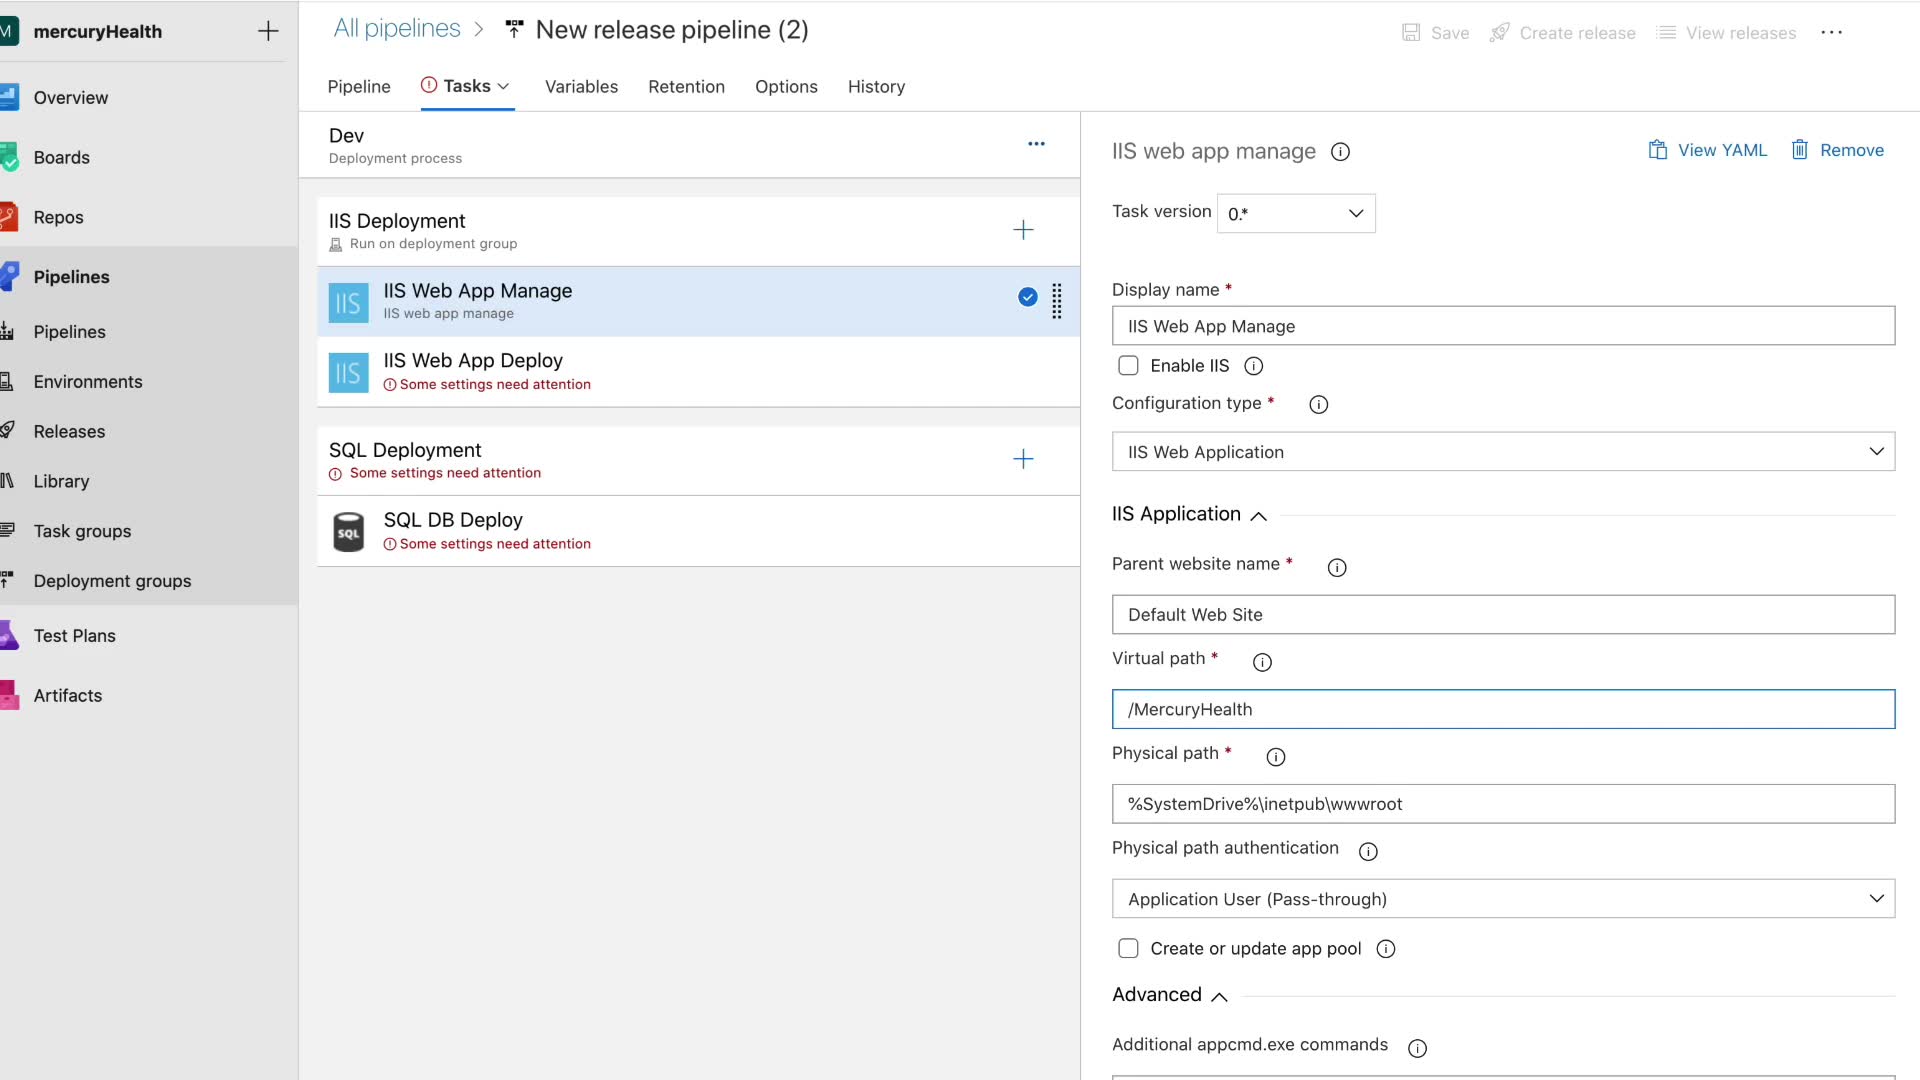 M mercuryHealth
Overview
Boards
Repos
Pipelines
Pipelines
Environments
Releases
Library
Task groups
Deployment groups
Test Plans
Artifacts
All pipelines > New release pipeline (2)
Save Create release View releases
Pipeline Tasks Variables Retention Options History
Dev
Deployment process
IIS Deployment
Run on deployment group
IIS IIS Web App Manage
IIS web app manage
IIS IIS Web App Deploy
Some settings need attention
SQL Deployment
Some settings need attention
SQL SQL DB Deploy
Some settings need attention
IIS web app manage View YAML Remove
Task version 0.*
Display name *
IIS Web App Manage
Enable IIS
Configuration type *
IIS Web Application
IIS Application
Parent website name *
Default Web Site
Virtual path *
/MercuryHealth
Physical path *
%SystemDrive%\inetpub\wwwroot
Physical path authentication
Application User (Pass-through)
Create or update app pool
Advanced
Additional appcmd.exe commands